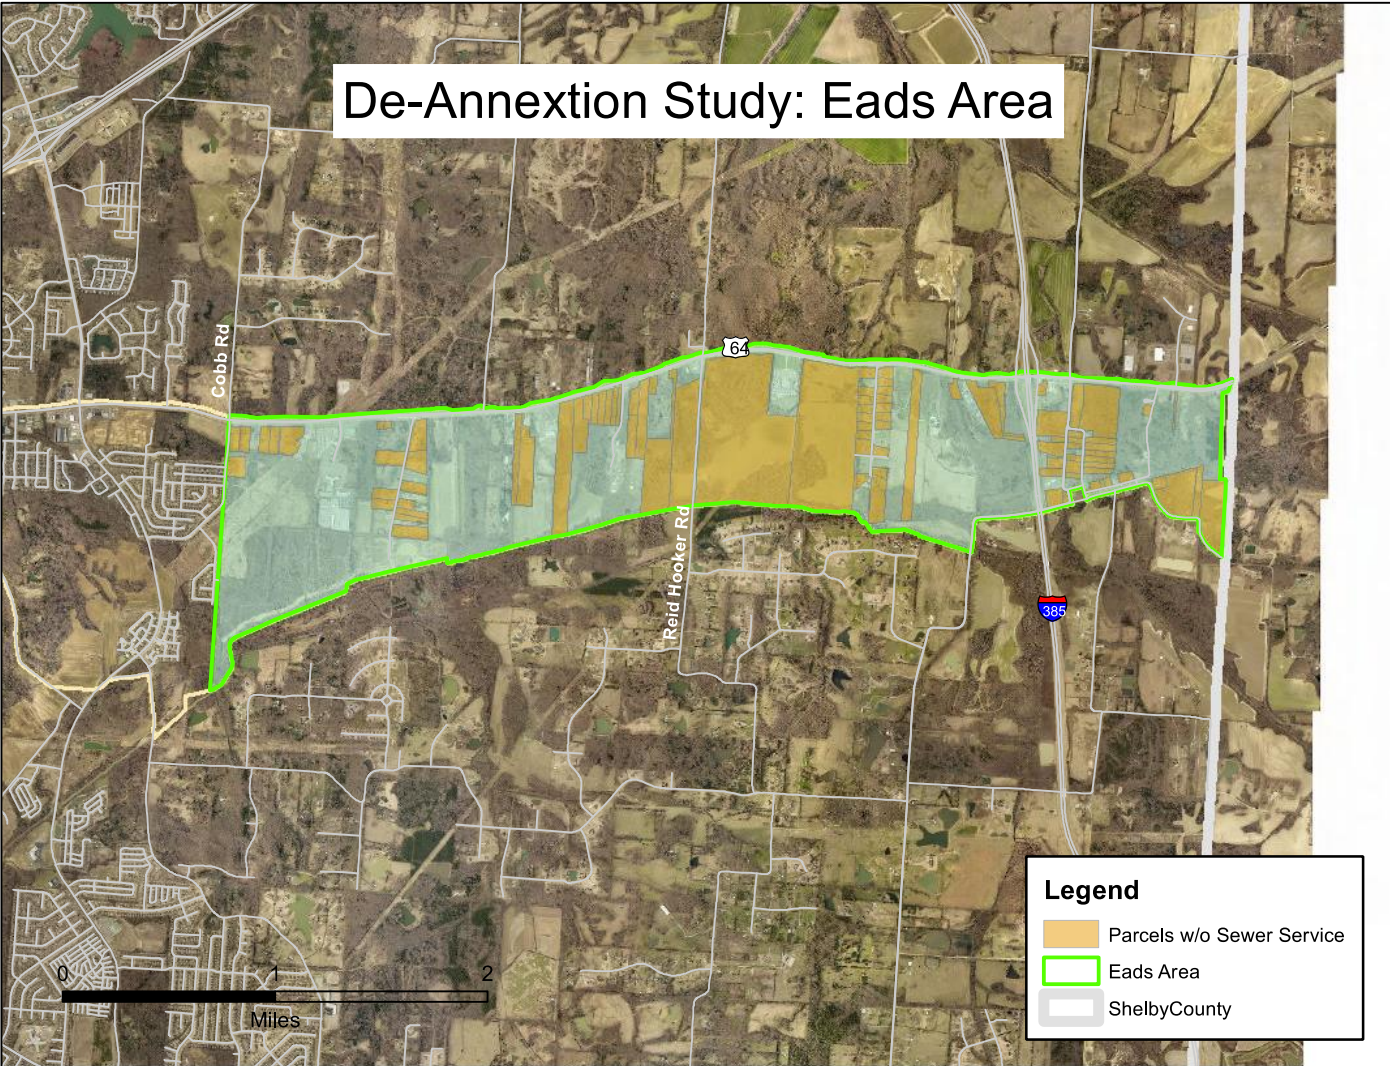 De-Annextion Study: Eads Area
Cobb Rd
64
Reid Hooker Rd
385
Legend
Parcels w/o Sewer Service
Eads Area
ShelbyCounty
0 1 2
Miles